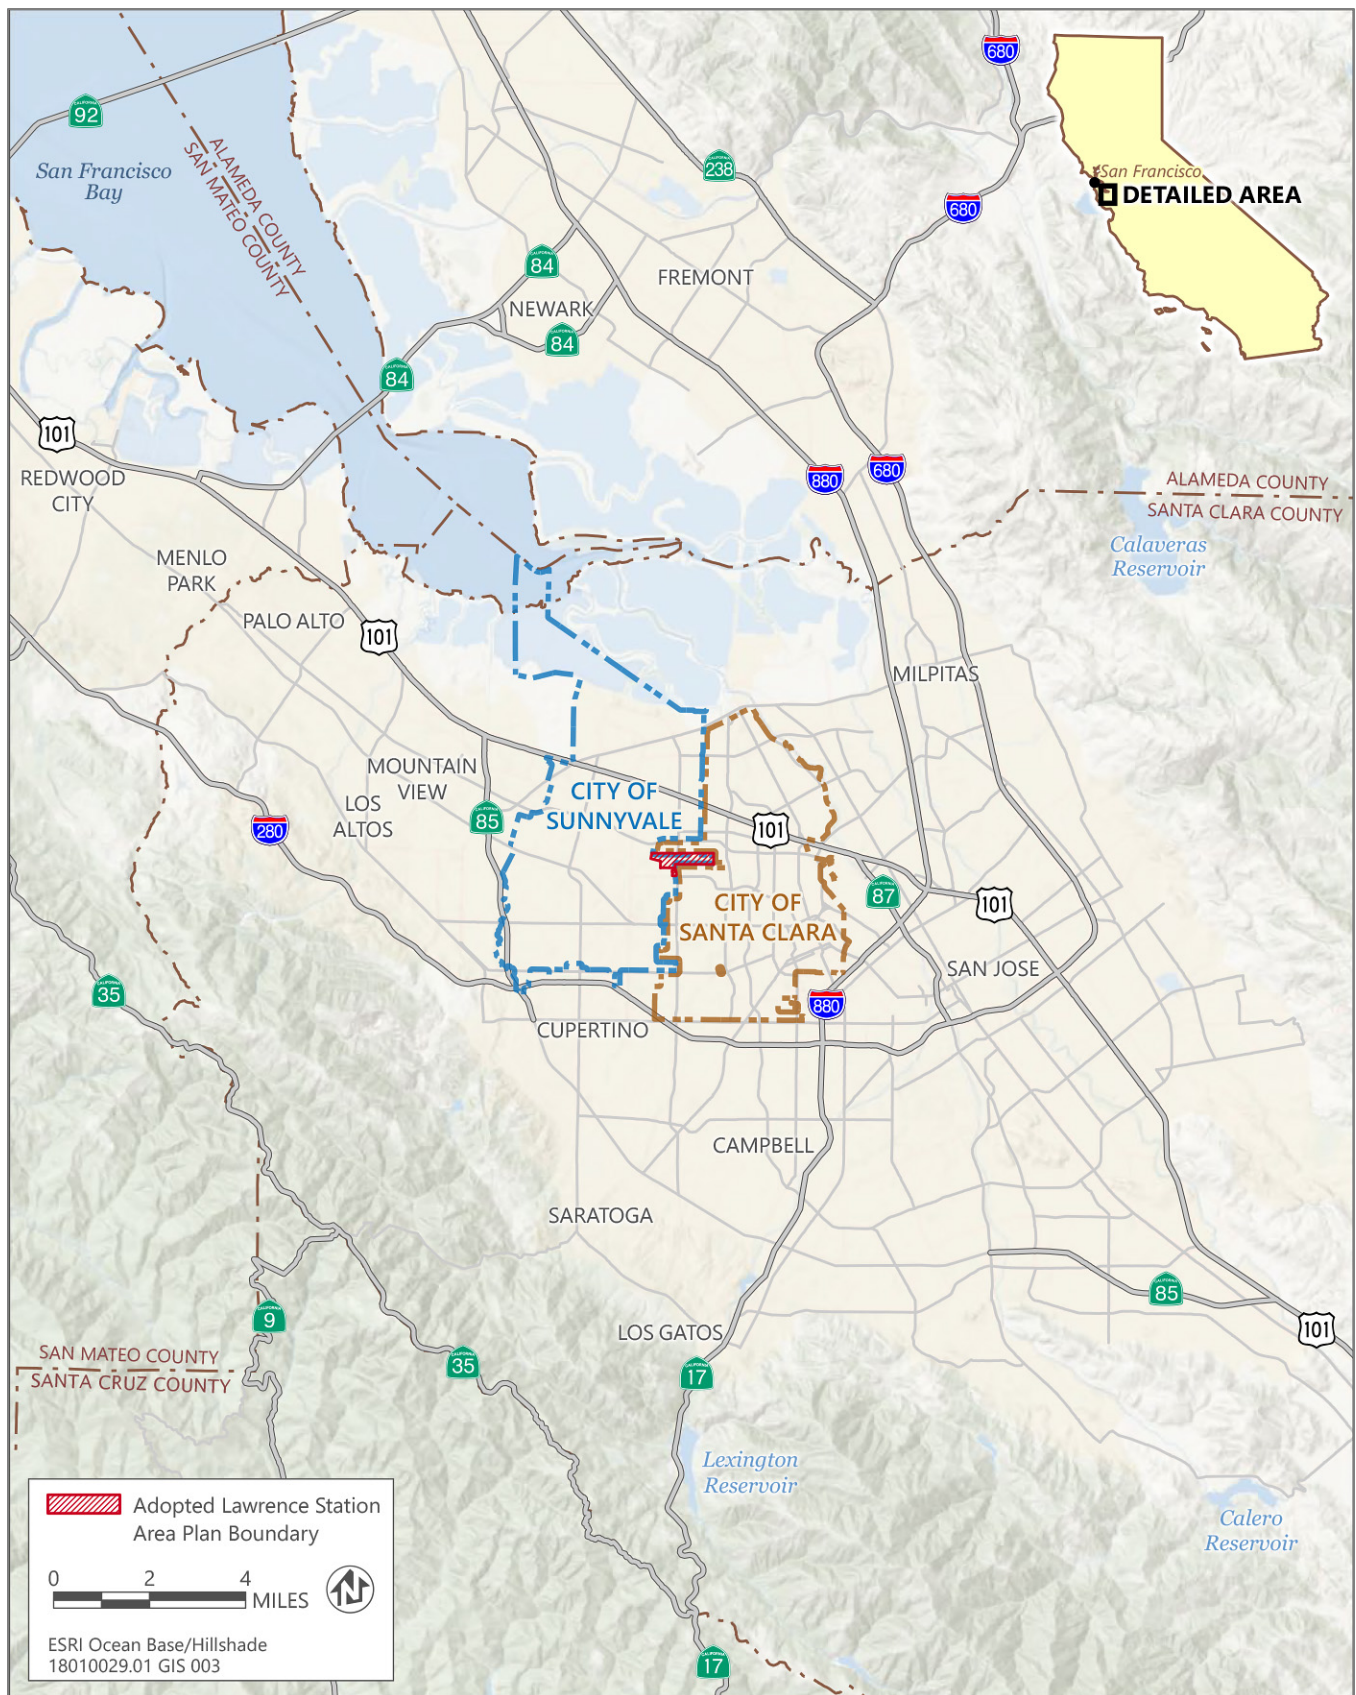 680
92
San Francisco
Bay
ALAMEDA COUNTY
SAN MATEO COUNTY
238
San Francisco
DETAILED AREA
680
84
FREMONT
NEWARK
84
84
101
REDWOOD
CITY
880
680
ALAMEDA COUNTY
SANTA CLARA COUNTY
Calaveras
Reservoir
MENLO
PARK
PALO ALTO
101
MILPITAS
MOUNTAIN
VIEW
LOS
ALTOS
CITY OF
SUNNYVALE
280
CALIFORNIA
85
101
CITY OF
SANTA CLARA
87
101
SAN JOSE
35
880
CUPERTINO
CAMPBELL
SARATOGA
85
9
LOS GATOS
101
SAN MATEO COUNTY
SANTA CRUZ COUNTY
35
17
Lexington
Reservoir
Calero
Reservoir
Adopted Lawrence Station
Area Plan Boundary
0 2 4
MILES
N
ESRI Ocean Base/Hillshade
18010029.01 GIS 003
17